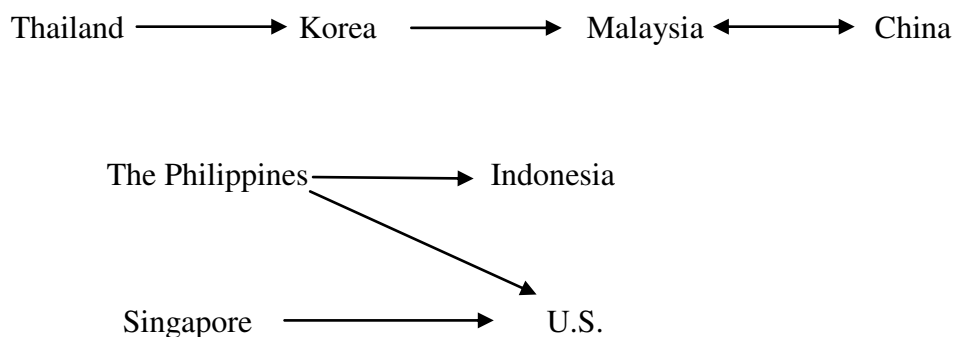 Thailand Korea Malaysia China
The Philippines Indonesia
Singapore U.S.